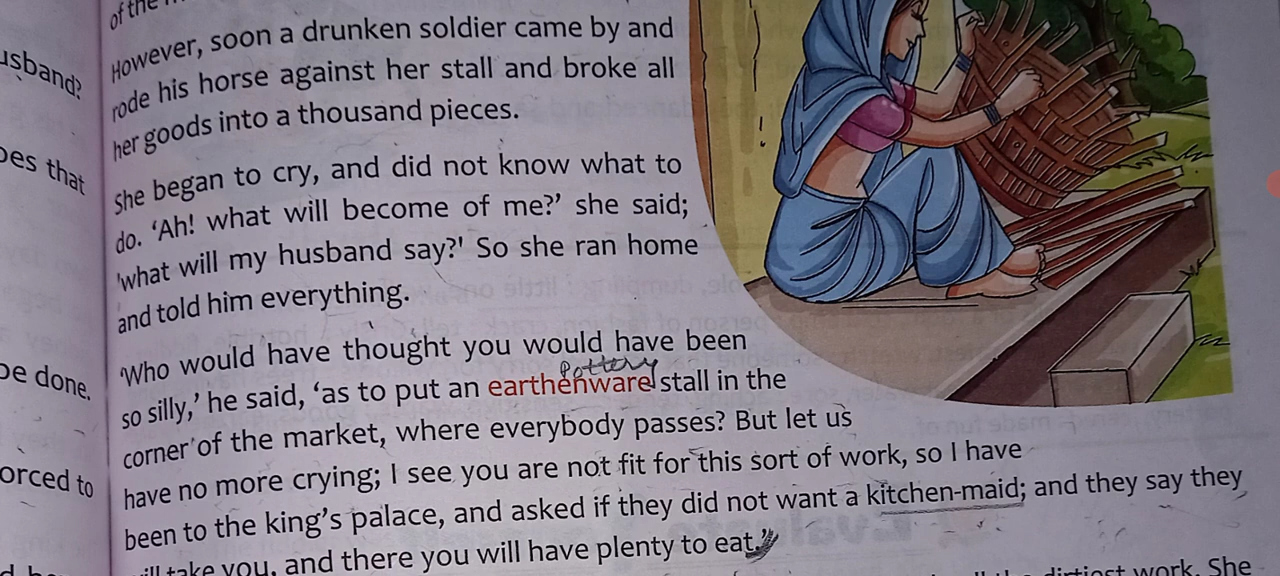 of the
However, soon a drunken soldier came by and
rode his horse against her stall and broke all
her goods into a thousand pieces.
She began to cry, and did not know what to
do. ‘Ah! what will become of me?’ she said;
'what will my husband say?' So she ran home
and told him everything.
‘Who would have thought you would have been
pottery
so silly,’ he said, ‘as to put an earthenware stall in the
corner of the market, where everybody passes? But let us
have no more crying; I see you are not fit for this sort of work, so I have
been to the king’s palace, and asked if they did not want a kitchen-maid; and they say they
take you, and there you will have plenty to eat.”
dirtiest work. She
usband?
oes that
be done.
orced to